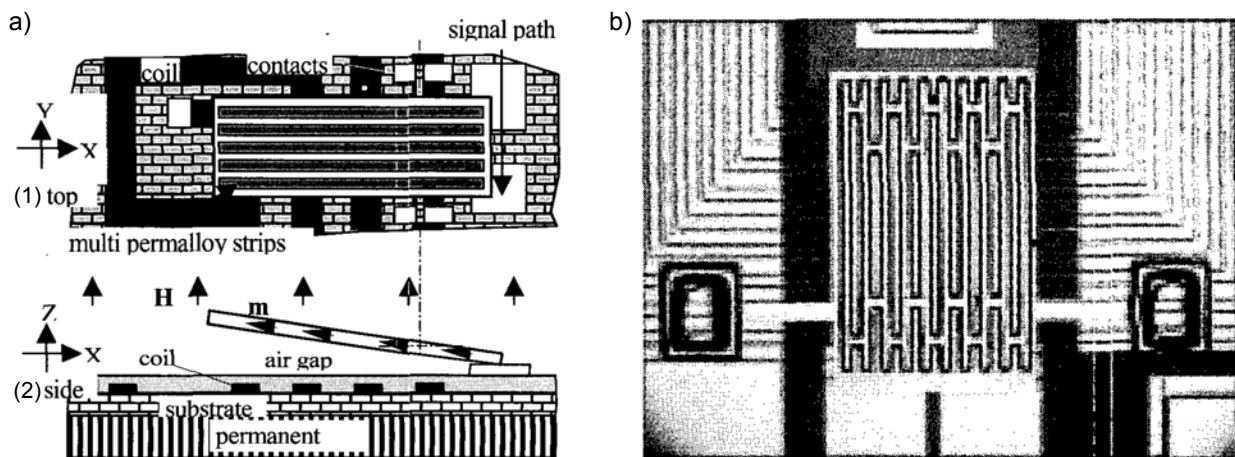 a)
signal path
coil
contacts
Y
X
(1) top
multi permalloy strips
H
m
Z
X
coil
air gap
(2) side
substrate
permanent
b)